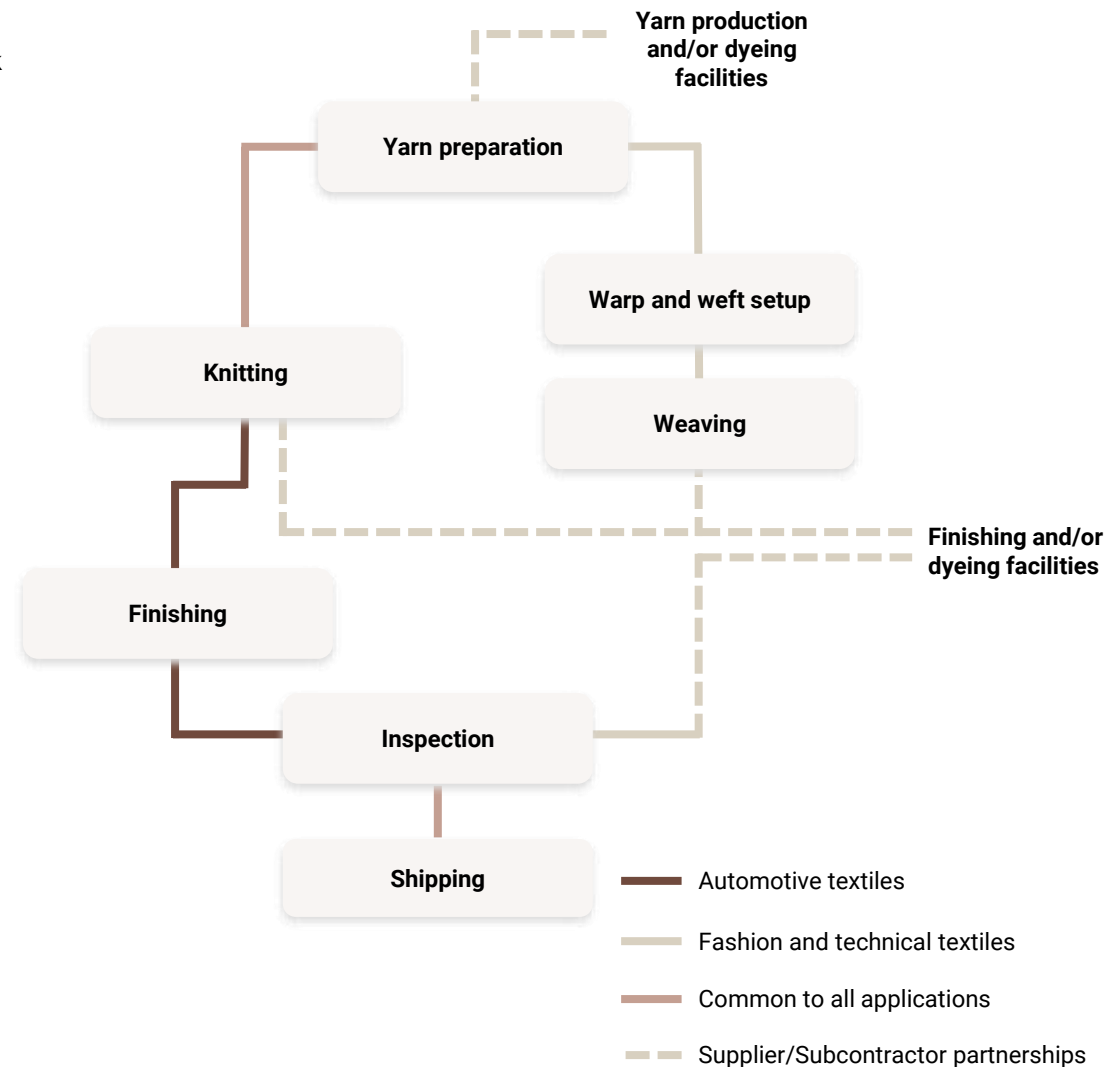 Yarn production
and/or dyeing
facilities
Yarn preparation
Warp and weft setup
Knitting
Weaving
Finishing and/or
dyeing facilities
Finishing
Inspection
Shipping
Automotive textiles
Fashion and technical textiles
Common to all applications
Supplier/Subcontractor partnerships